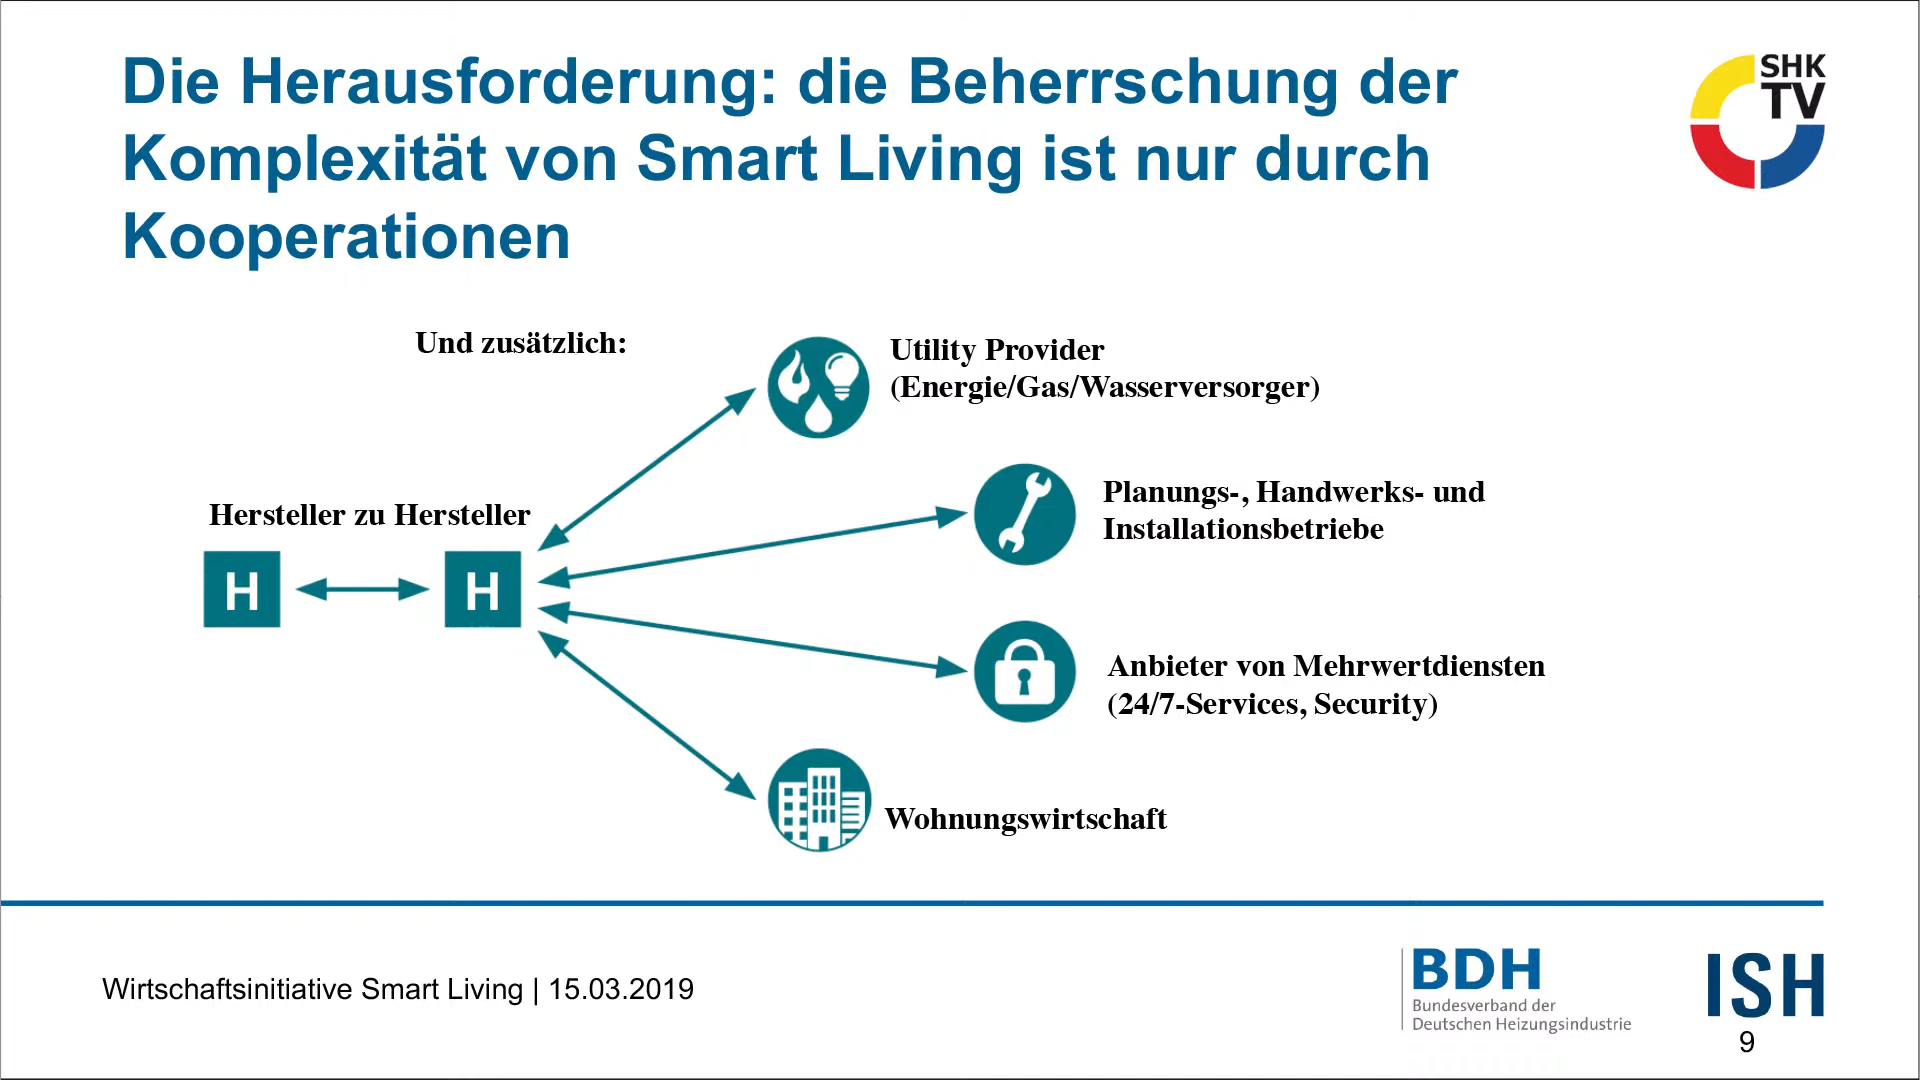 Die Herausforderung: die Beherrschung der
Komplexität von Smart Living ist nur durch
Kooperationen
SHK
TV
Und zusätzlich:
Utility Provider
(Energie/Gas/Wasserversorger)
Planungs-, Handwerks- und
Installationsbetriebe
Hersteller zu Hersteller
H
H
Anbieter von Mehrwertdiensten
(24/7-Services, Security)
Wohnungswirtschaft
Wirtschaftsinitiative Smart Living | 15.03.2019
BDH
Bundesverband der
Deutschen Heizungsindustrie
ISH
9